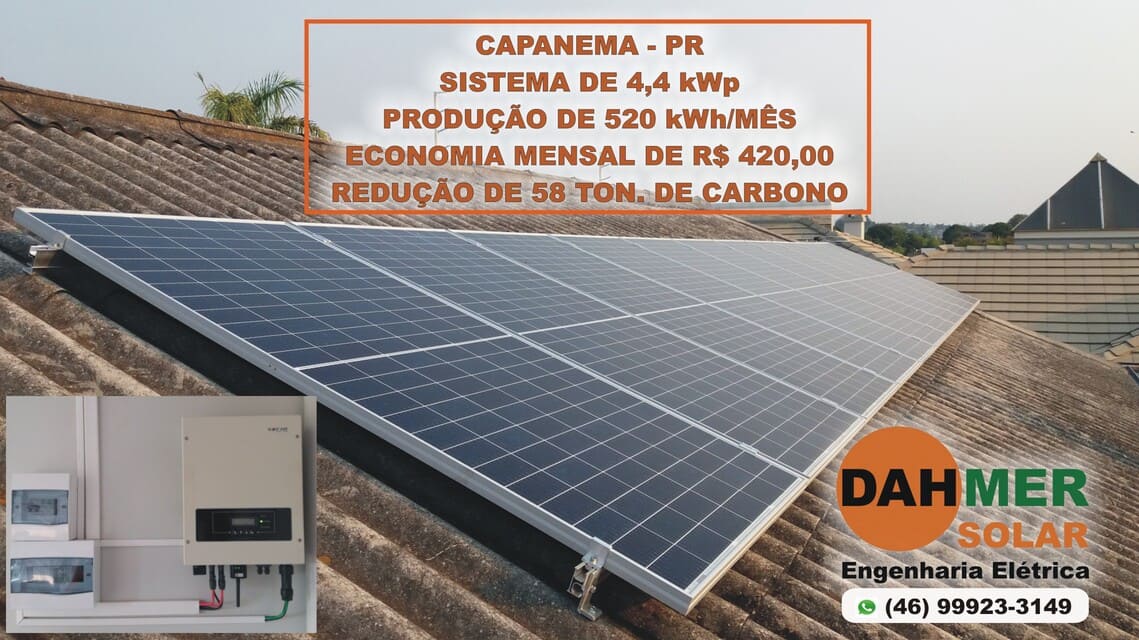 CAPANEMA - PR
SISTEMA DE 4,4 kWp
PRODUÇÃO DE 520 kWh/MÊS
ECONOMIA MENSAL DE R$ 420,00
REDUÇÃO DE 58 TON. DE CARBONO
DAHMER
SOLAR
Engenharia Elétrica
(46) 99923-3149